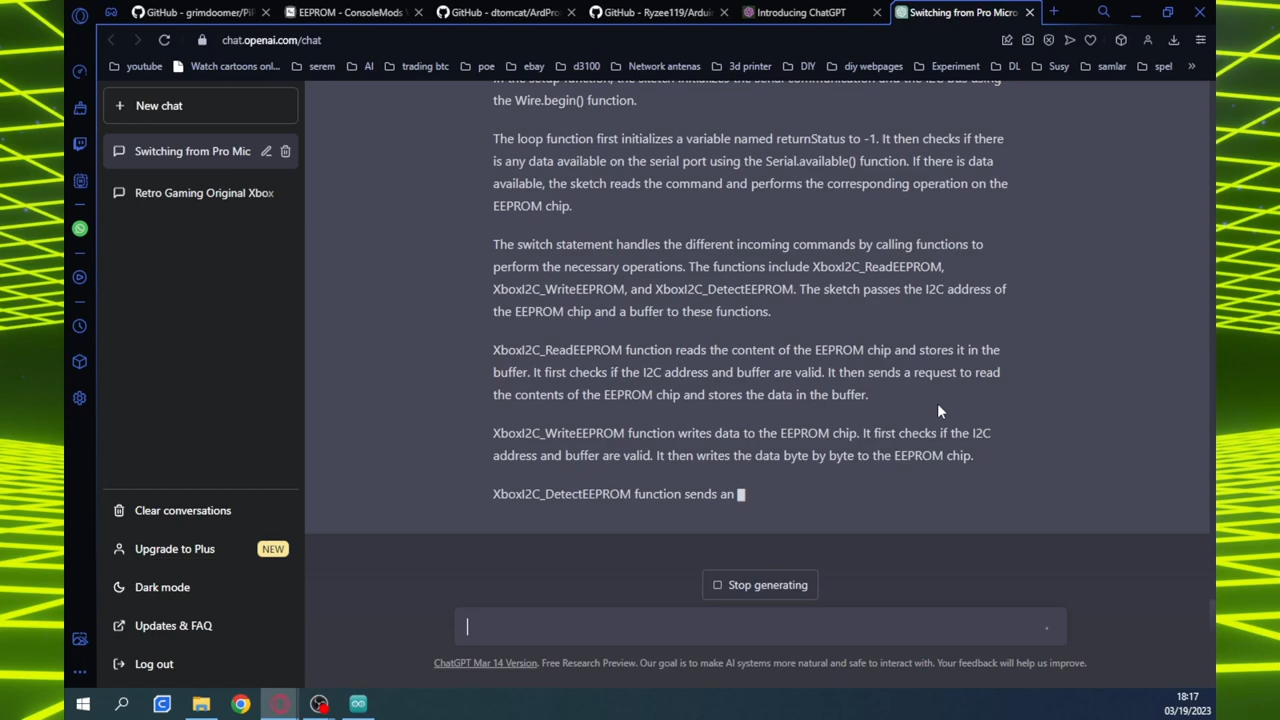 GitHub - grimdoomer/Pi
EEPROM - ConsoleMods
GitHub - dtomcat/ArdPro
GitHub - Ryzee119/Ardui
Introducing ChatGPT
Switching from Pro Micro
chat.openai.com/chat
youtube
Watch cartoons onl...
serem
AI
trading btc
poe
ebay
d3100
Network antenas
3d printer
DIY
diy webpages
Experiment
DL
Susy
samlar
spel
New chat
Switching from Pro Mic
Retro Gaming Original Xbox
the Wire.begin() function.
The loop function first initializes a variable named returnStatus to -1. It then checks if there
is any data available on the serial port using the Serial.available() function. If there is data
available, the sketch reads the command and performs the corresponding operation on the
EEPROM chip.
The switch statement handles the different incoming commands by calling functions to
perform the necessary operations. The functions include XboxI2C_ReadEEPROM,
XboxI2C_WriteEEPROM, and XboxI2C_DetectEEPROM. The sketch passes the I2C address of
the EEPROM chip and a buffer to these functions.
XboxI2C_ReadEEPROM function reads the content of the EEPROM chip and stores it in the
buffer. It first checks if the I2C address and buffer are valid. It then sends a request to read
the contents of the EEPROM chip and stores the data in the buffer.
XboxI2C_WriteEEPROM function writes data to the EEPROM chip. It first checks if the I2C
address and buffer are valid. It then writes the data byte by byte to the EEPROM chip.
XboxI2C_DetectEEPROM function sends an
Clear conversations
Upgrade to Plus
NEW
Dark mode
Updates & FAQ
Log out
Stop generating
ChatGPT Mar 14 Version. Free Research Preview. Our goal is to make AI systems more natural and safe to interact with. Your feedback will help us improve.
18:17
03/19/2023